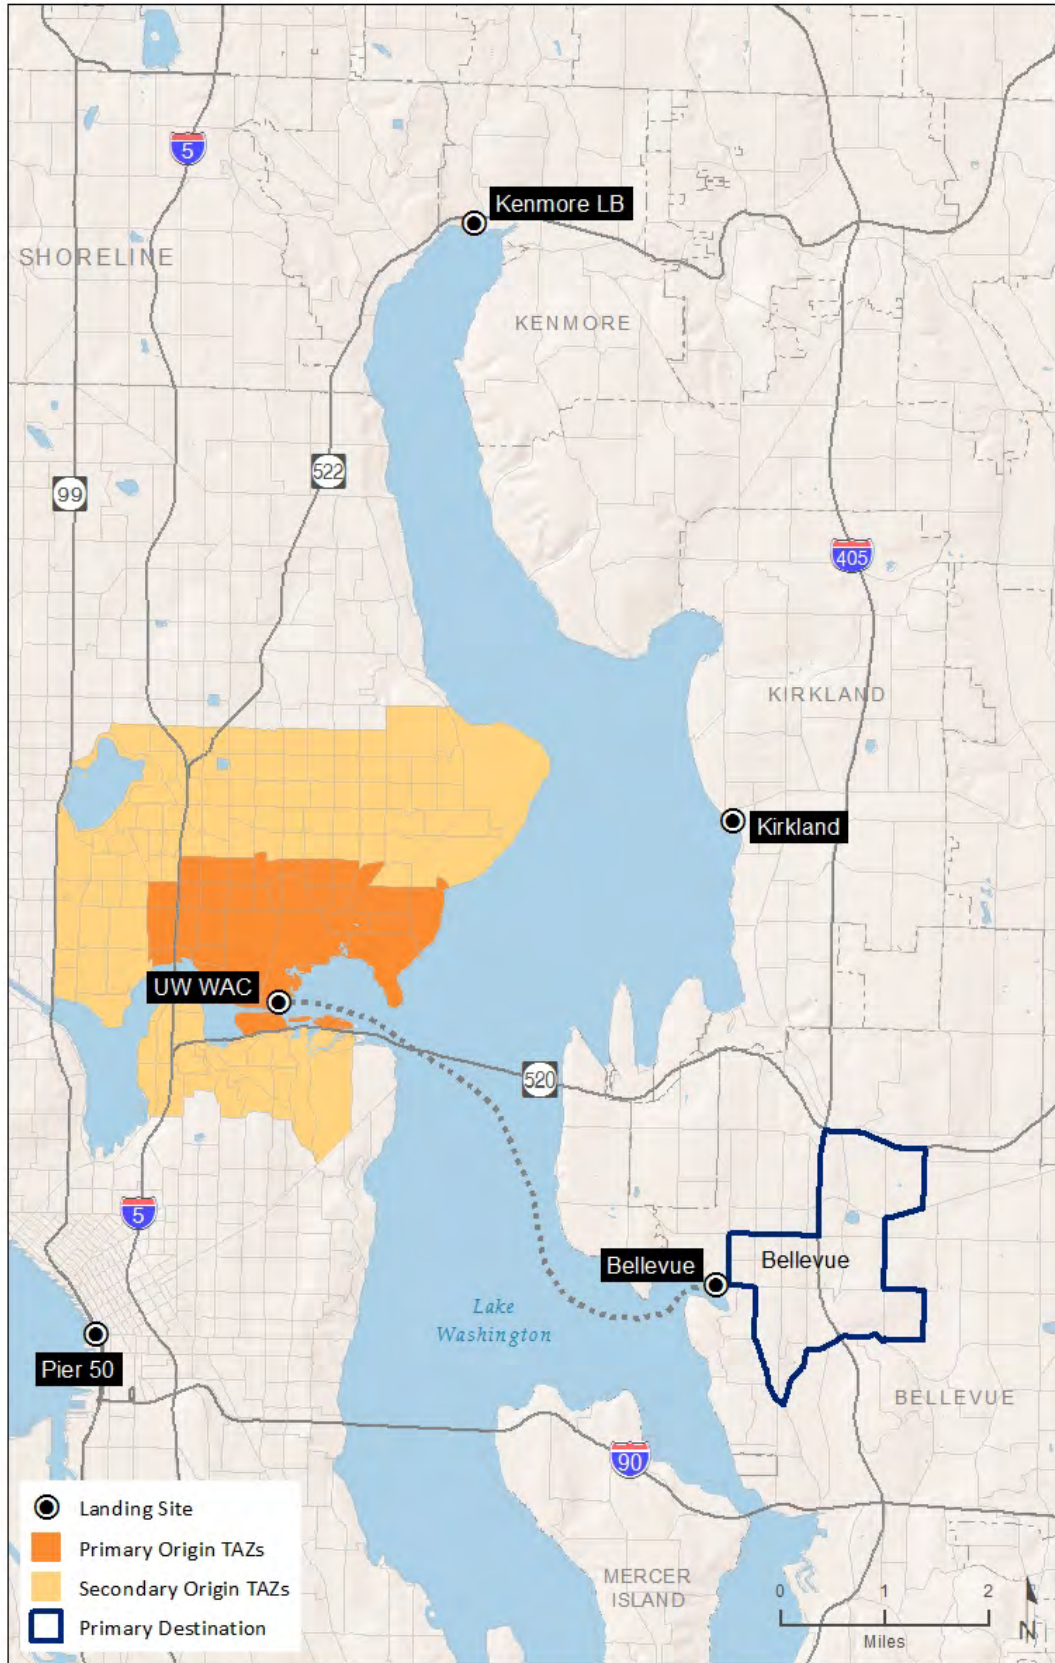 Kenmore LB
5
SHORELINE
KENMORE
522
99
405
KIRKLAND
Kirkland
UW WAC
520
5
Bellevue
Bellevue
Lake
Washington
Pier 50
BELLEVUE
90
Landing Site
Primary Origin TAZs
Secondary Origin TAZs
Primary Destination
MERCER
ISLAND
0 1 2
Miles
N